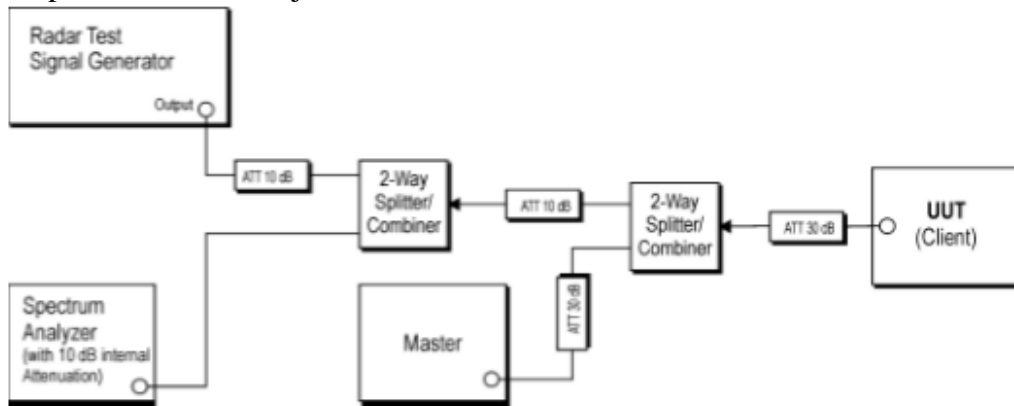 Radar Test
Signal Generator
Output
ATT 10 dB
2-Way
Splitter/
Combiner
ATT 10 dB
2-Way
Splitter/
Combiner
ATT 30 dB
UUT
(Client)
Spectrum
Analyzer
(with 10 dB internal
Attenuation)
Master
ATT 30 dB